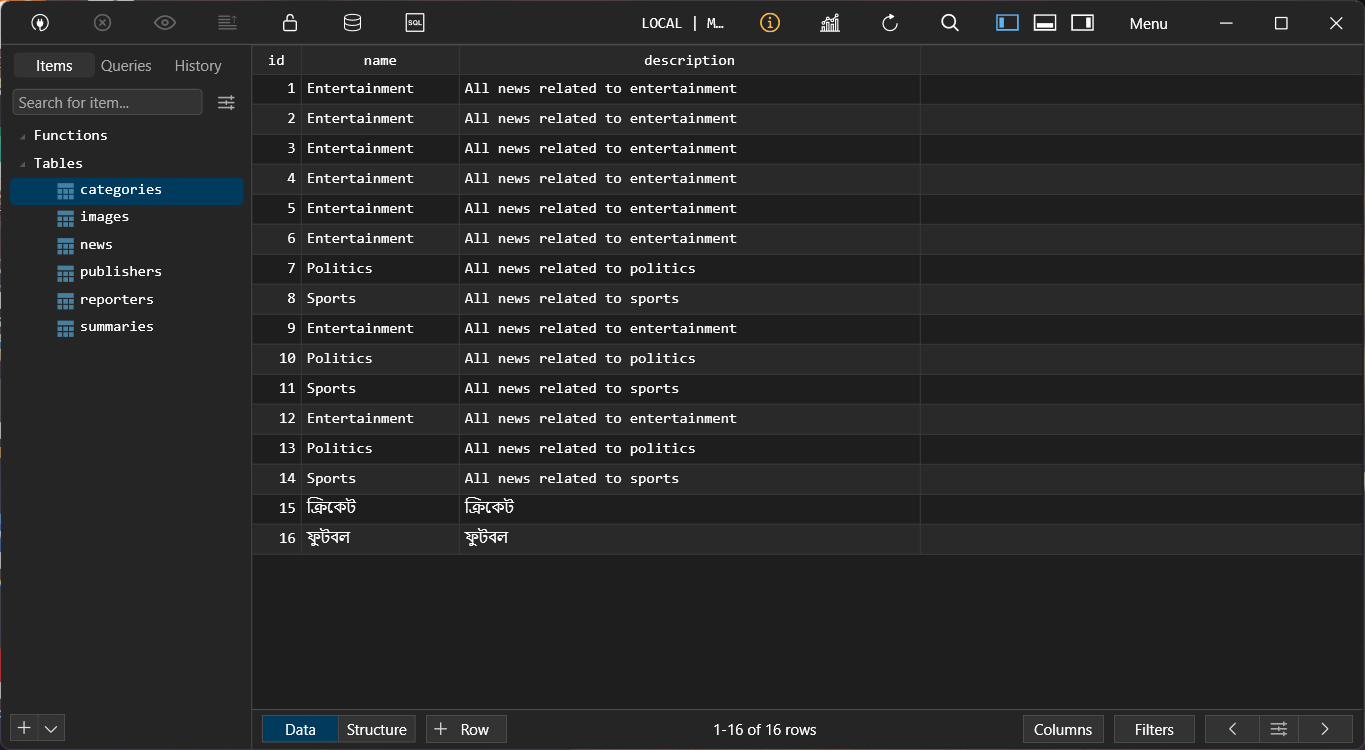 SQL
LOCAL | M…
Menu
Items Queries History
Search for item...
Functions
Tables
categories
images
news
publishers
reporters
summaries
id name description
1 Entertainment All news related to entertainment
2 Entertainment All news related to entertainment
3 Entertainment All news related to entertainment
4 Entertainment All news related to entertainment
5 Entertainment All news related to entertainment
6 Entertainment All news related to entertainment
7 Politics All news related to politics
8 Sports All news related to sports
9 Entertainment All news related to entertainment
10 Politics All news related to politics
11 Sports All news related to sports
12 Entertainment All news related to entertainment
13 Politics All news related to politics
14 Sports All news related to sports
15 ক্রিকেট ক্রিকেট
16 ফুটবল ফুটবল
Data Structure + Row 1-16 of 16 rows Columns Filters